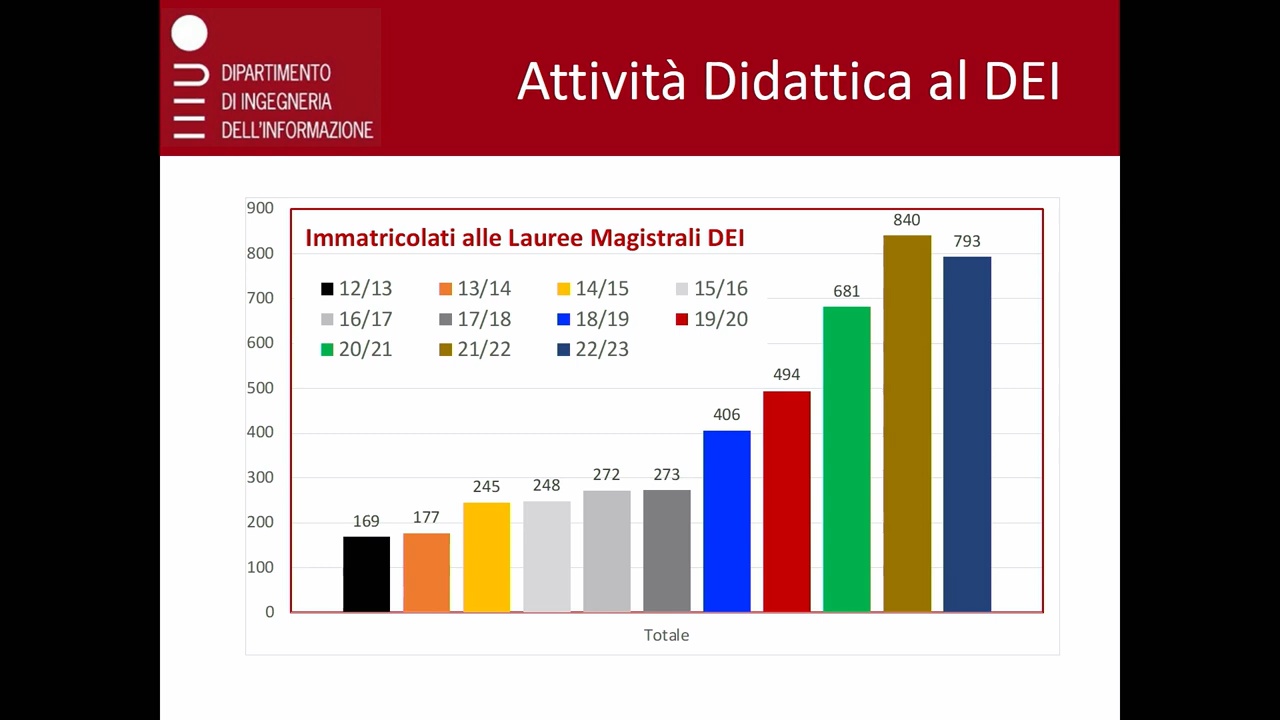 DIPARTIMENTO
DI INGEGNERIA
DELL'INFORMAZIONE
Attività Didattica al DEI
Immatricolati alle Lauree Magistrali DEI
12/13 13/14 14/15 15/16
16/17 17/18 18/19 19/20
20/21 21/22 22/23
900
800
700
600
500
400
300
200
100
0
169 177 245 248 272 273 406 494 681 840 793
Totale